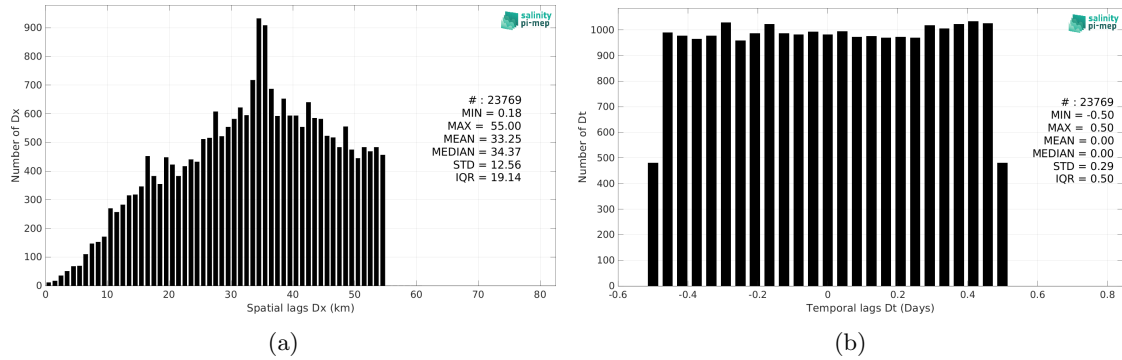 900
800
700
600
500
400
300
200
100
0
Number of Dx
0
10
20
30
40
50
60
70
80
Spatial lags Dx (km)
salinity
pi-mep
# : 23769
MIN = 0.18
MAX = 55.00
MEAN = 33.25
MEDIAN = 34.37
STD = 12.56
IQR = 19.14
(a)
1000
900
800
700
600
500
400
300
200
100
0
Number of Dt
-0.6
-0.4
-0.2
0
0.2
0.4
0.6
0.8
Temporal lags Dt (Days)
salinity
pi-mep
# : 23769
MIN = -0.50
MAX = 0.50
MEAN = 0.00
MEDIAN = 0.00
STD = 0.29
IQR = 0.50
(b)